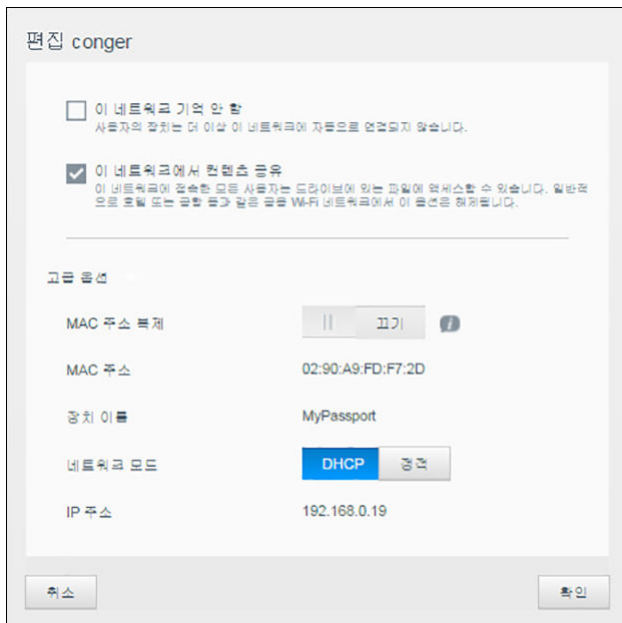 편집 conger
이 네트워크 기억 안 함
사용자의 장치는 더 이상 이 네트워크에 자동으로 연결되지 않습니다.
이 네트워크에서 컨텐츠 공유
이 네트워크에 접속한 모든 사용자는 드라이브에 있는 파일에 액세스할 수 있습니다. 일반적
으로 호텔 또는 공항 등과 같은 공용 Wi-Fi 네트워크에서 이 옵션은 해제됩니다.
고급 옵션
MAC 주소 복제
끄기
MAC 주소
02:90:A9:FD:F7:2D
장치 이름
MyPassport
네트워크 모드
DHCP 정적
IP 주소
192.168.0.19
취소
확인